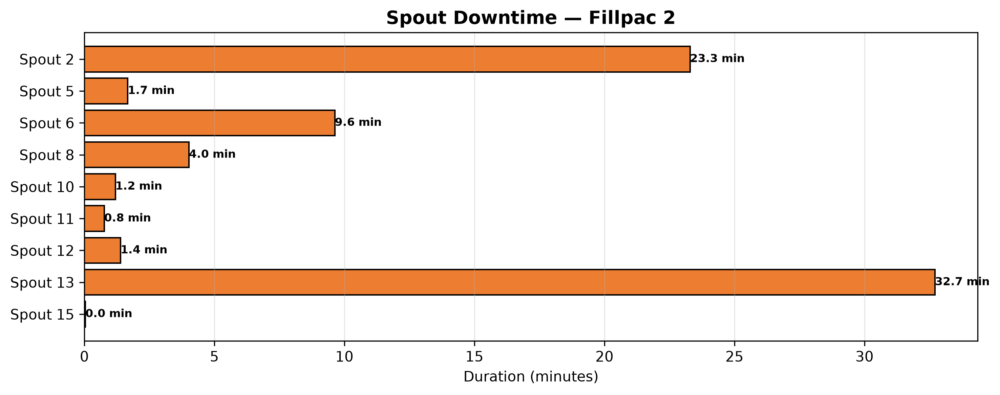 Spout Downtime — Fillpac 2
Spout 2 23.3 min
Spout 5 1.7 min
Spout 6 9.6 min
Spout 8 4.0 min
Spout 10 1.2 min
Spout 11 0.8 min
Spout 12 1.4 min
Spout 13 32.7 min
Spout 15 0.0 min
0 5 10 15 20 25 30
Duration (minutes)